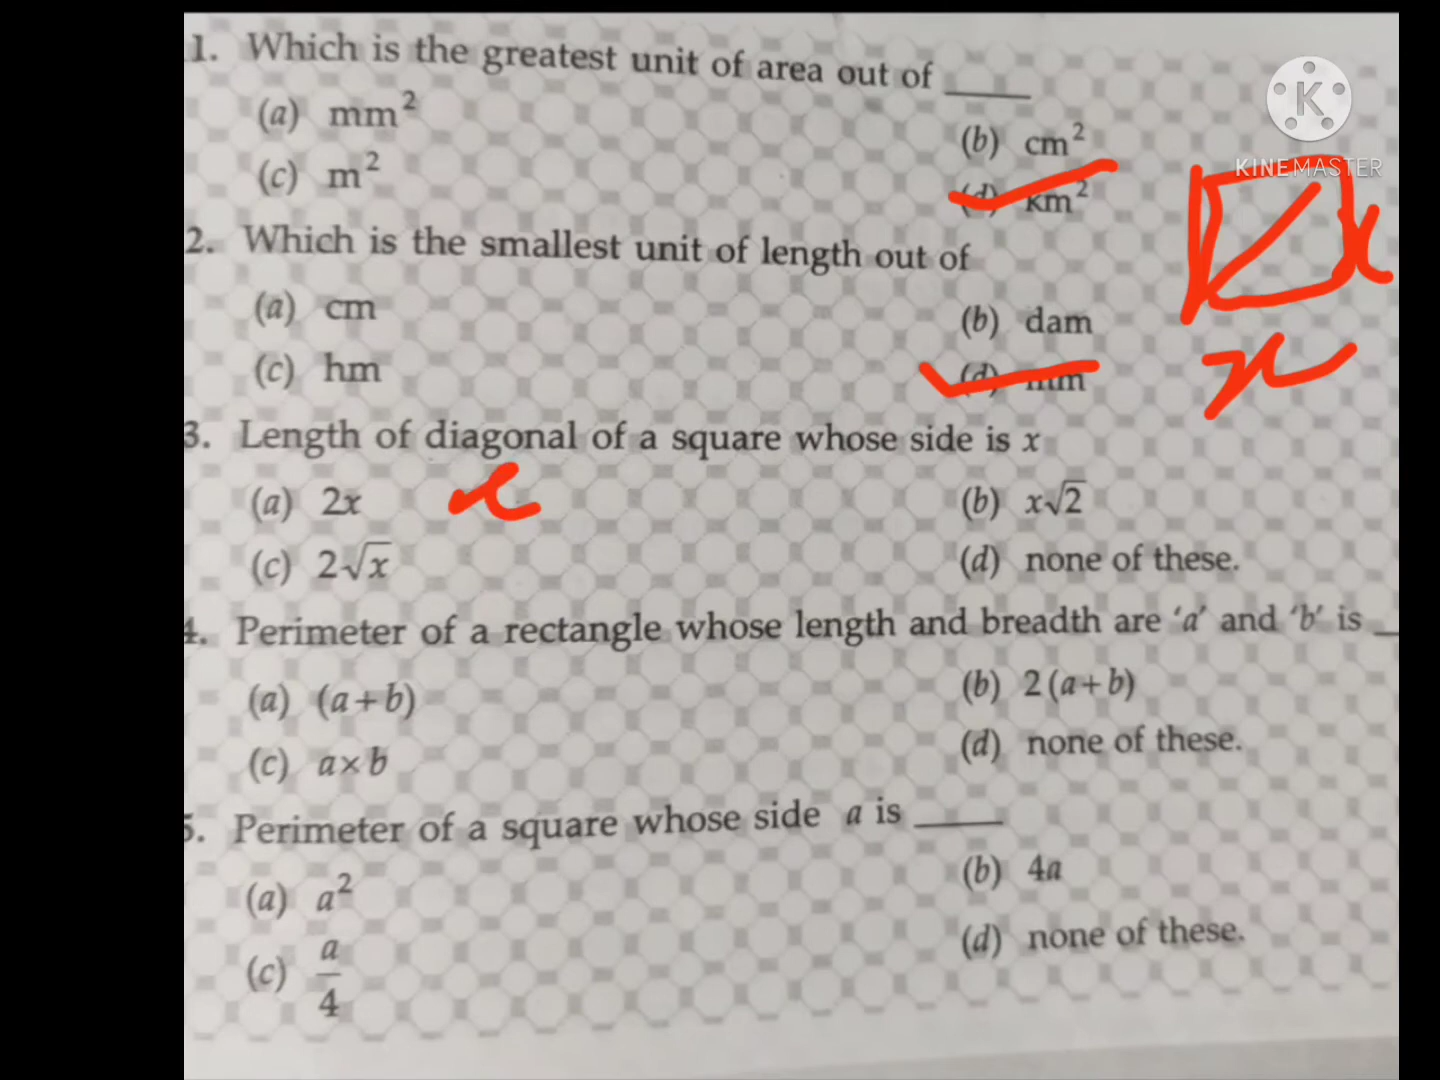 1. Which is the greatest unit of area out of ____
(a) mm²
(b) cm²
(c) m²
(d) km²
2. Which is the smallest unit of length out of
(a) cm
(b) dam
(c) hm
(d) mm
3. Length of diagonal of a square whose side is x
(a) 2x
(b) x√2
(c) 2√x
(d) none of these.
4. Perimeter of a rectangle whose length and breadth are 'a' and 'b' is _
(a) (a+b)
(b) 2(a+b)
(c) a×b
(d) none of these.
5. Perimeter of a square whose side a is ____
(a) a²
(b) 4a
(c) a/4
(d) none of these.
K
KINEMASTER
x
x
x